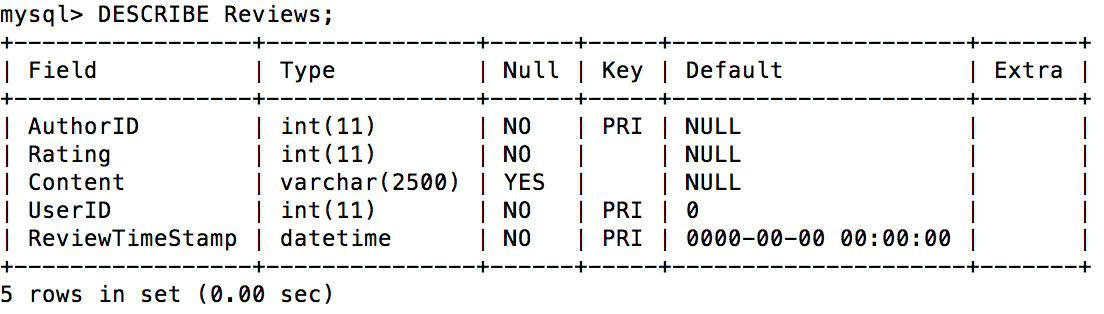 mysql> DESCRIBE Reviews;
+-----------------+---------------+------+-----+---------------------+-------+
| Field           | Type          | Null | Key | Default             | Extra |
+-----------------+---------------+------+-----+---------------------+-------+
| AuthorID        | int(11)       | NO   | PRI | NULL                |       |
| Rating          | int(11)       | NO   |     | NULL                |       |
| Content         | varchar(2500) | YES  |     | NULL                |       |
| UserID          | int(11)       | NO   | PRI | 0                   |       |
| ReviewTimeStamp | datetime      | NO   | PRI | 0000-00-00 00:00:00 |       |
+-----------------+---------------+------+-----+---------------------+-------+
5 rows in set (0.00 sec)